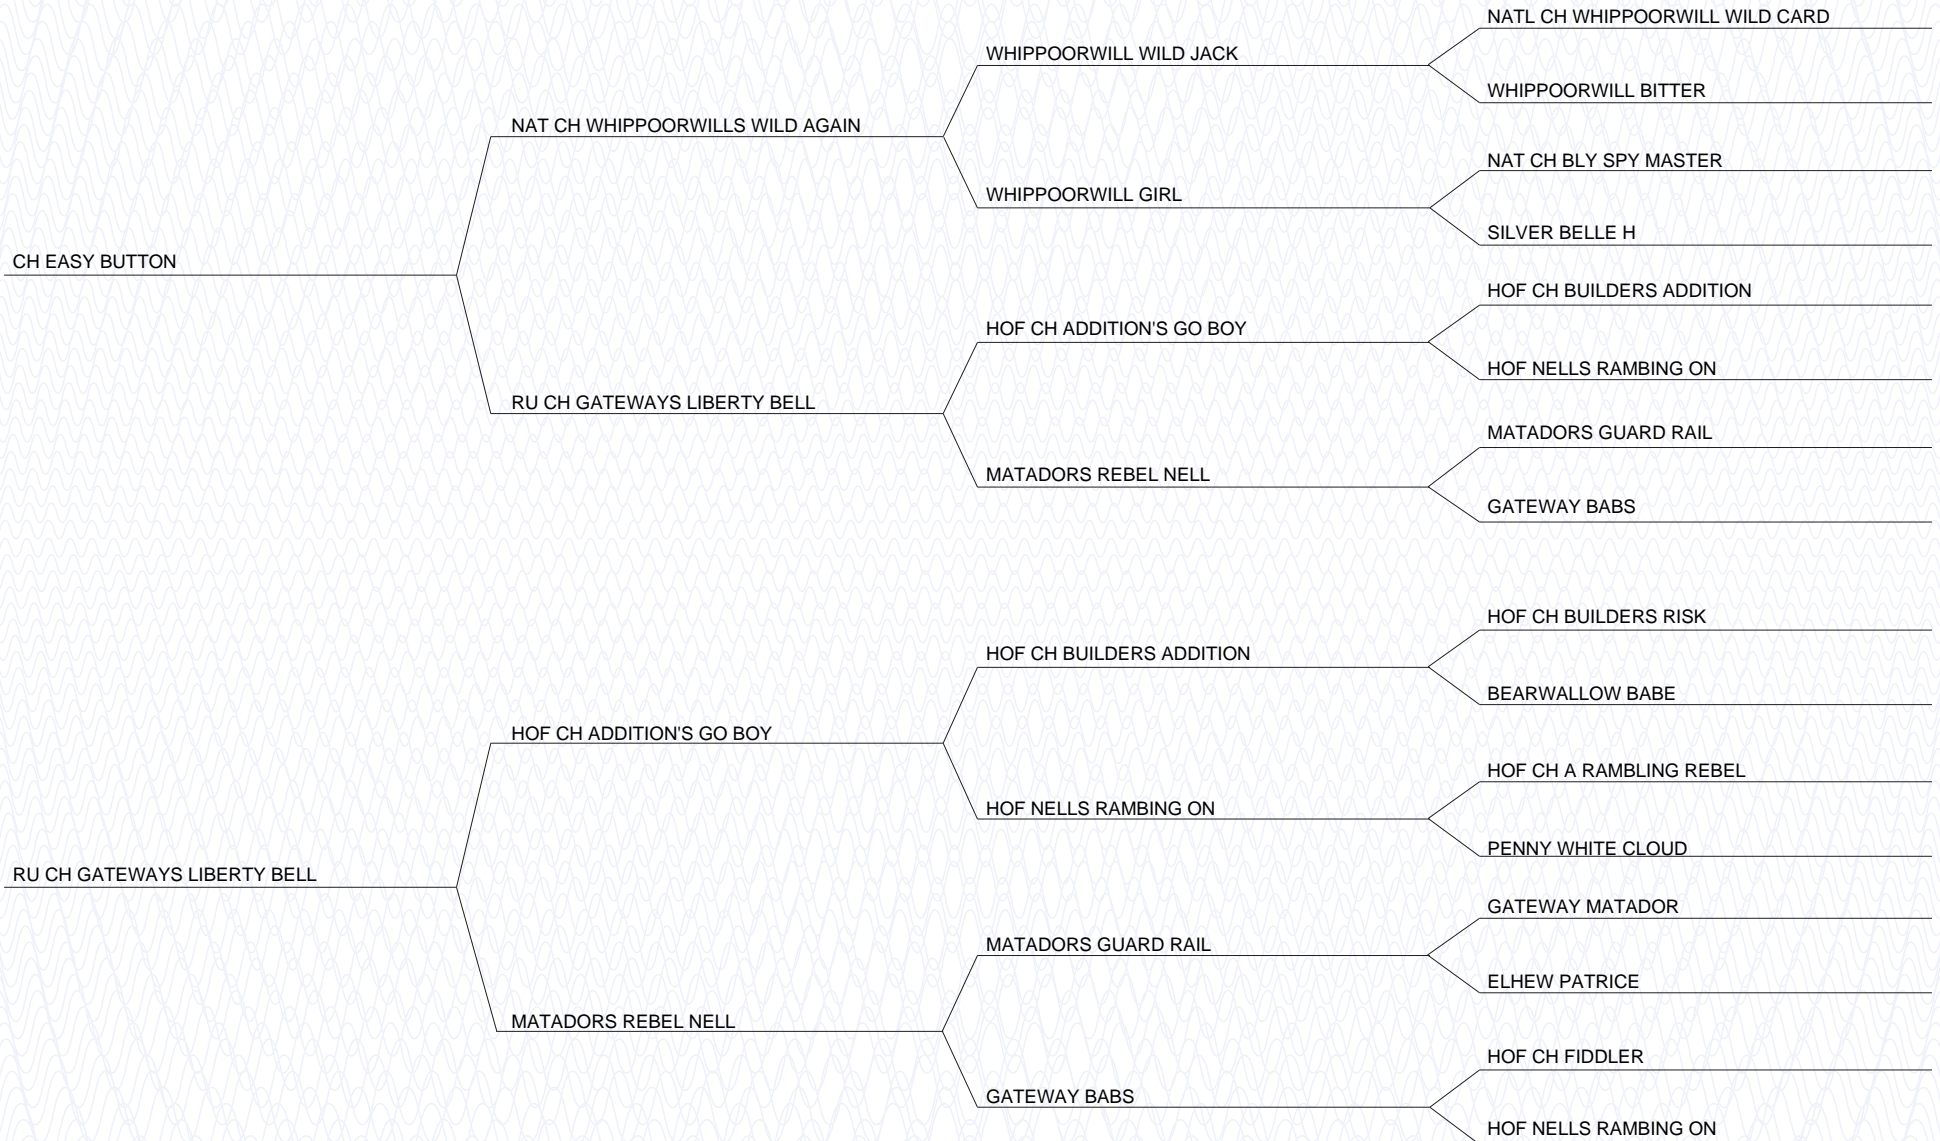 NATL CH WHIPPOORWILL WILD CARD
WHIPPOORWILL WILD JACK
WHIPPOORWILL BITTER
NAT CH WHIPPOORWILLS WILD AGAIN
NAT CH BLY SPY MASTER
WHIPPOORWILL GIRL
SILVER BELLE H
CH EASY BUTTON
HOF CH BUILDERS ADDITION
HOF CH ADDITION'S GO BOY
HOF NELLS RAMBING ON
RU CH GATEWAYS LIBERTY BELL
MATADORS GUARD RAIL
MATADORS REBEL NELL
GATEWAY BABS
HOF CH BUILDERS RISK
HOF CH BUILDERS ADDITION
BEARWALLOW BABE
HOF CH ADDITION'S GO BOY
HOF CH A RAMBLING REBEL
HOF NELLS RAMBING ON
PENNY WHITE CLOUD
RU CH GATEWAYS LIBERTY BELL
GATEWAY MATADOR
MATADORS GUARD RAIL
ELHEW PATRICE
MATADORS REBEL NELL
HOF CH FIDDLER
GATEWAY BABS
HOF NELLS RAMBING ON